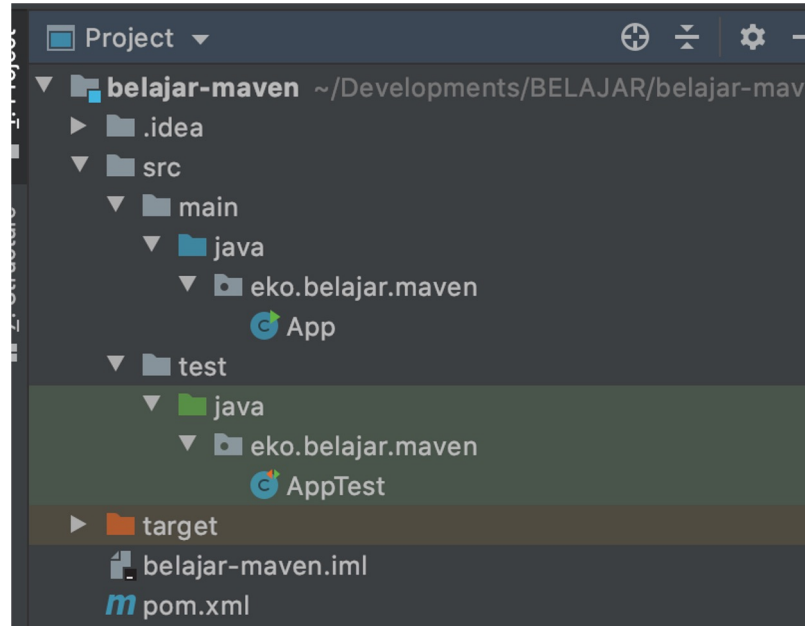 Project
belajar-maven ~/Developments/BELAJAR/belajar-mav
.idea
src
main
java
eko.belajar.maven
App
test
java
eko.belajar.maven
AppTest
target
belajar-maven.iml
pom.xml